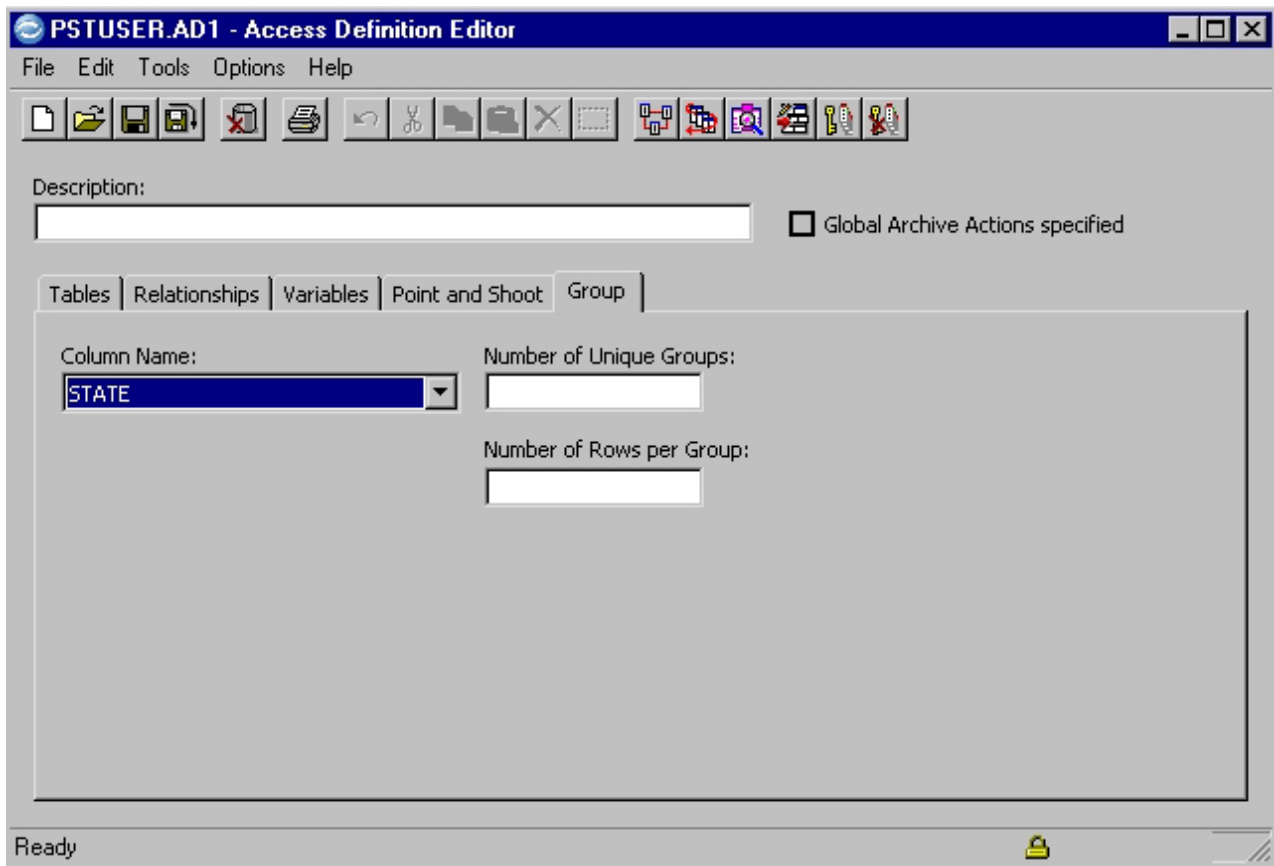 PSTUSER.AD1 - Access Definition Editor
File Edit Tools Options Help
Description:
Global Archive Actions specified
Tables Relationships Variables Point and Shoot Group
Column Name:
Number of Unique Groups:
STATE
Number of Rows per Group:
Ready